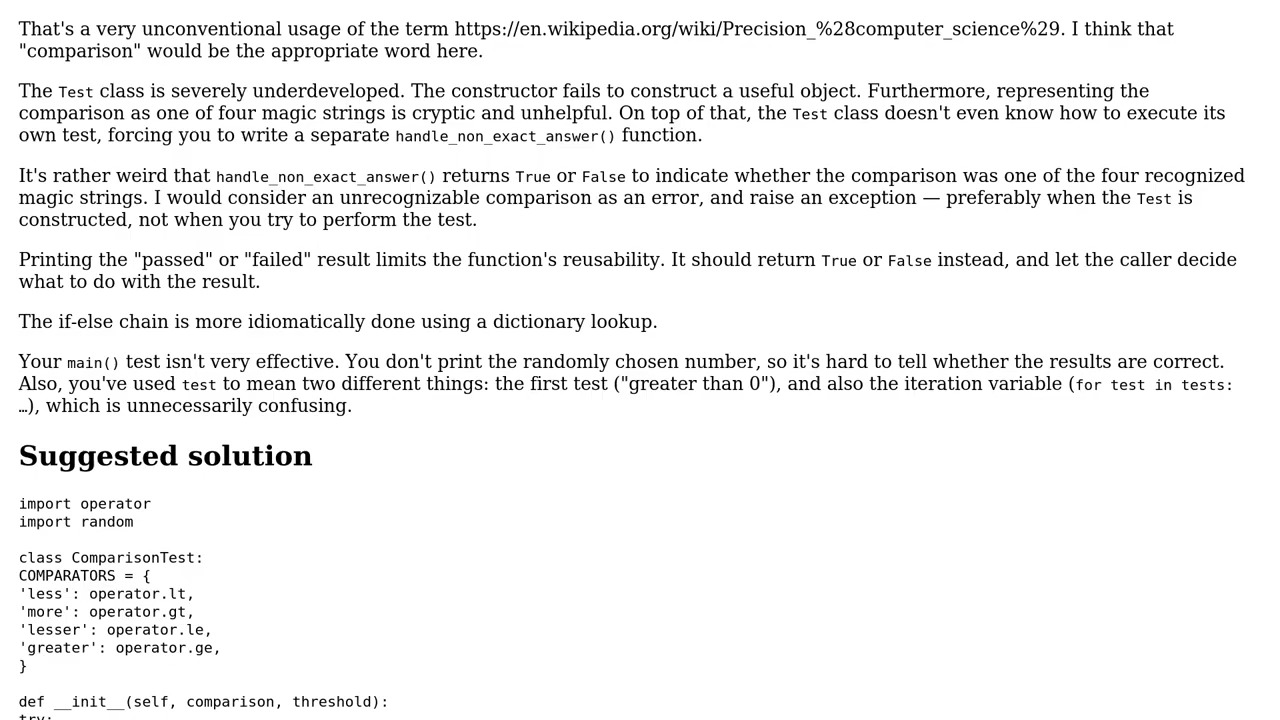 That's a very unconventional usage of the term https://en.wikipedia.org/wiki/Precision_%28computer_science%29. I think that
"comparison" would be the appropriate word here.
The Test class is severely underdeveloped. The constructor fails to construct a useful object. Furthermore, representing the
comparison as one of four magic strings is cryptic and unhelpful. On top of that, the Test class doesn't even know how to execute its
own test, forcing you to write a separate handle_non_exact_answer() function.
It's rather weird that handle_non_exact_answer() returns True or False to indicate whether the comparison was one of the four recognized
magic strings. I would consider an unrecognizable comparison as an error, and raise an exception — preferably when the Test is
constructed, not when you try to perform the test.
Printing the "passed" or "failed" result limits the function's reusability. It should return True or False instead, and let the caller decide
what to do with the result.
The if-else chain is more idiomatically done using a dictionary lookup.
Your main() test isn't very effective. You don't print the randomly chosen number, so it's hard to tell whether the results are correct.
Also, you've used test to mean two different things: the first test ("greater than 0"), and also the iteration variable (for test in tests:
…), which is unnecessarily confusing.
Suggested solution
import operator
import random
class ComparisonTest:
COMPARATORS = {
'less': operator.lt,
'more': operator.gt,
'lesser': operator.le,
'greater': operator.ge,
}
def __init__(self, comparison, threshold):
try: